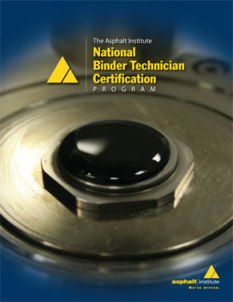 The Asphalt Institute
National
Binder Technician
Certification
PROGRAM
asphalt institute
We're driven.